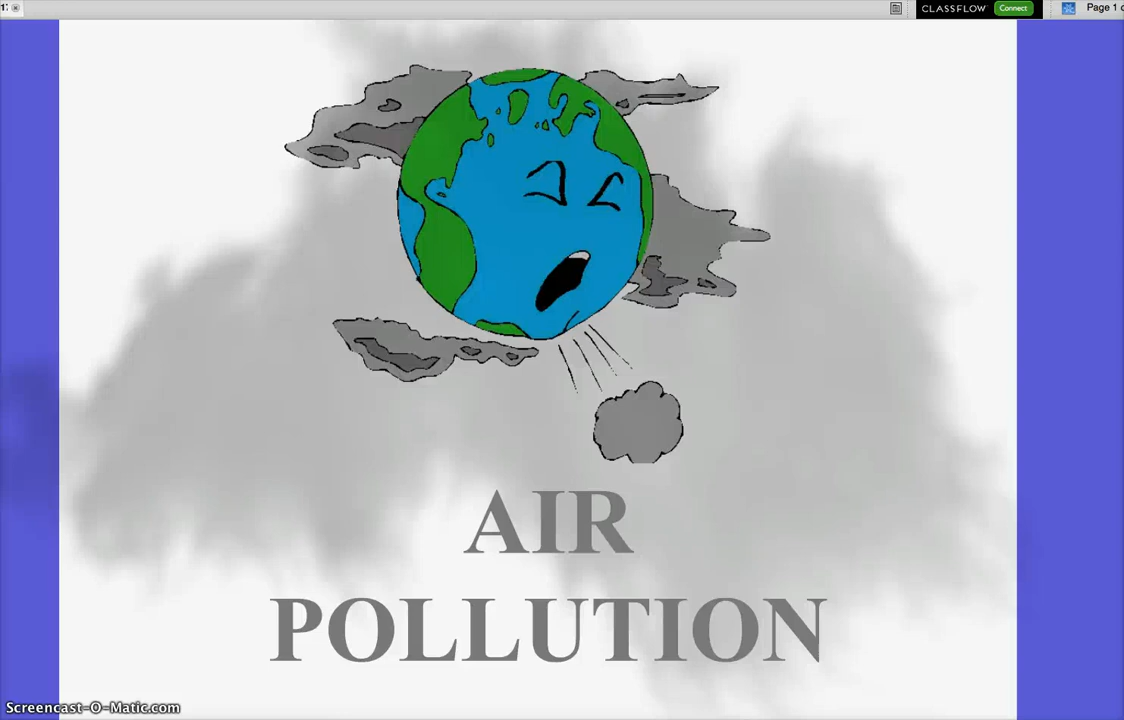 CLASSFLOW Connect
Page 1 o
AIR
POLLUTION
Screencast-O-Matic.com